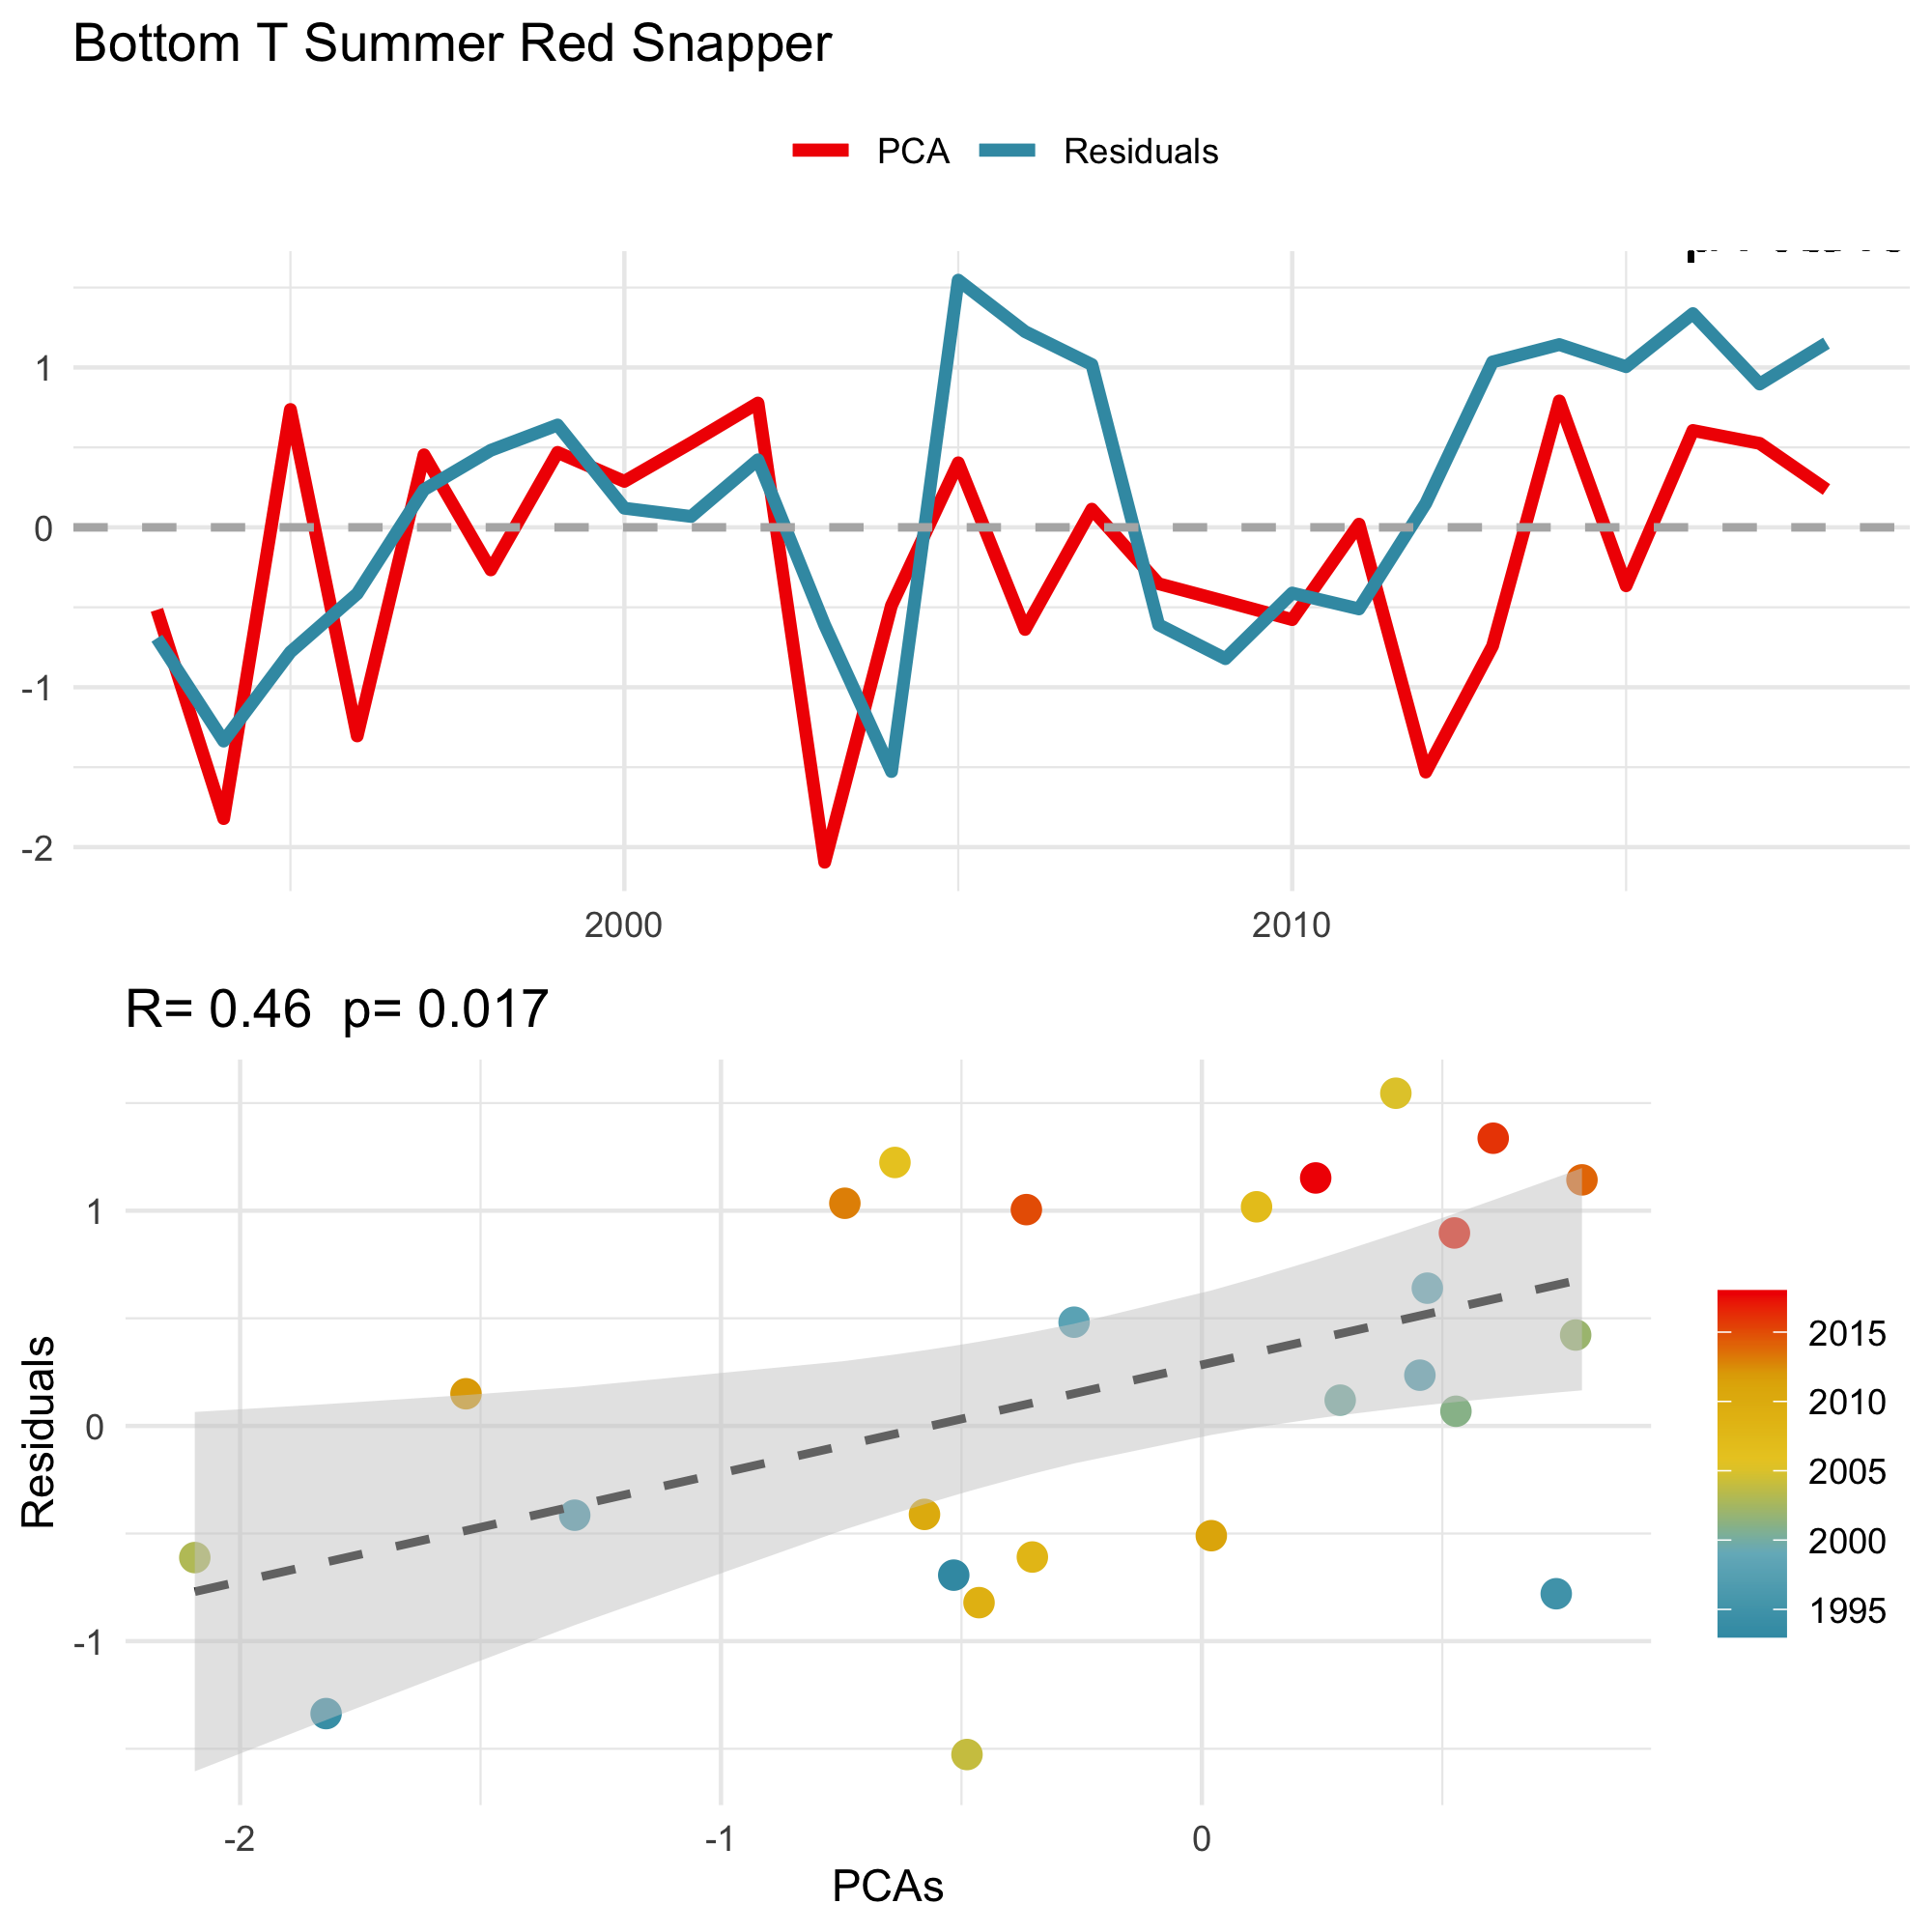 Bottom T Summer Red Snapper
PCA Residuals
1
0
-1
-2
2000 2010
R= 0.46 p= 0.017
Residuals
1
0
-1
-2 -1 0
PCAs
2015
2010
2005
2000
1995